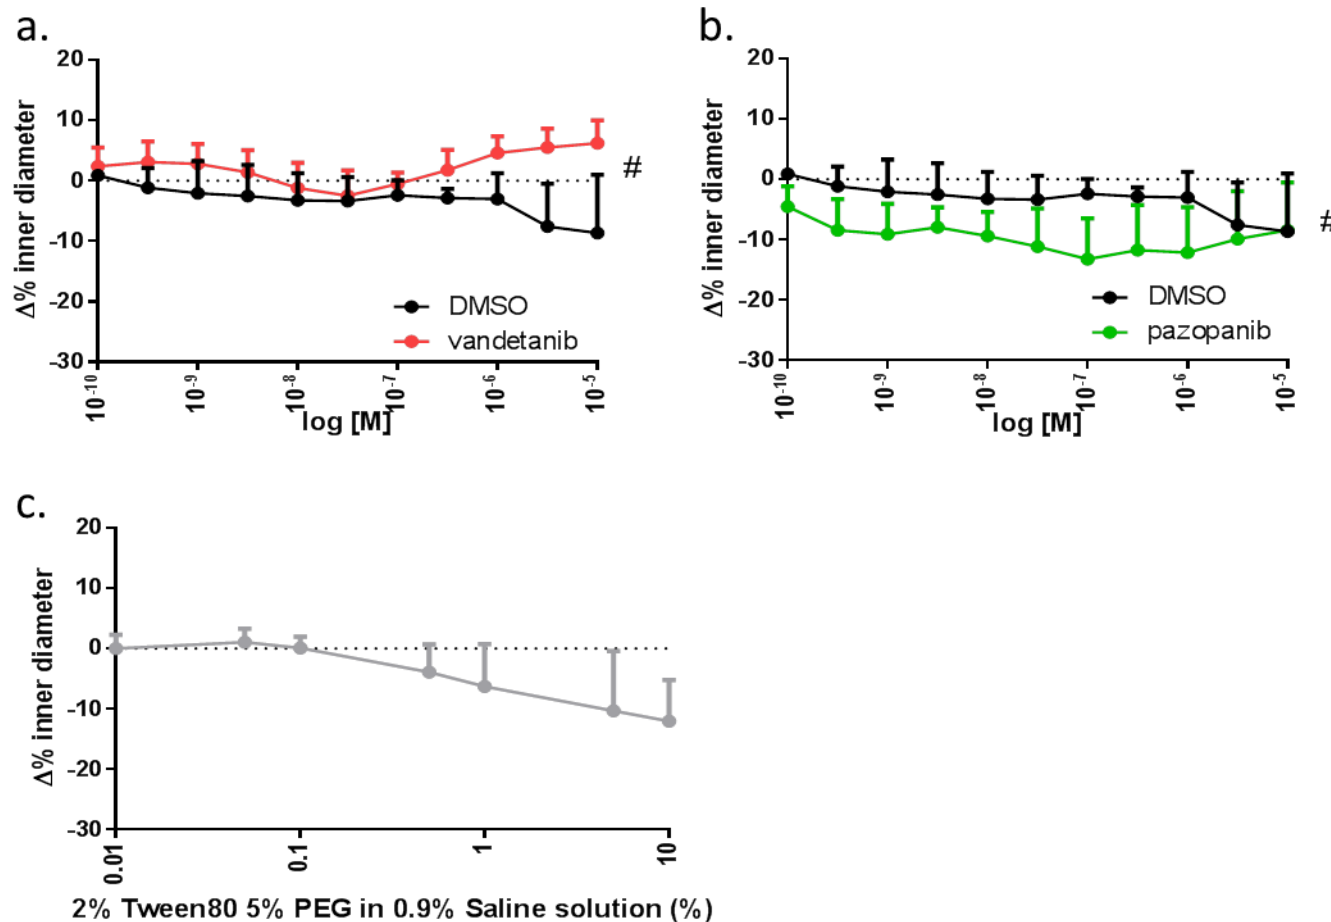 a.
20
10
0
-10
-20
-30
Δ% inner diameter
DMSO
vandetanib
#
10-10
10-9
10-8
10-7
10-6
10-5
log [M]
b.
20
10
0
-10
-20
-30
Δ% inner diameter
DMSO
pazopanib
#
10-10
10-9
10-8
10-7
10-6
10-5
log [M]
c.
20
10
0
-10
-20
-30
Δ% inner diameter
0.01
0.1
1
10
2% Tween80 5% PEG in 0.9% Saline solution (%)